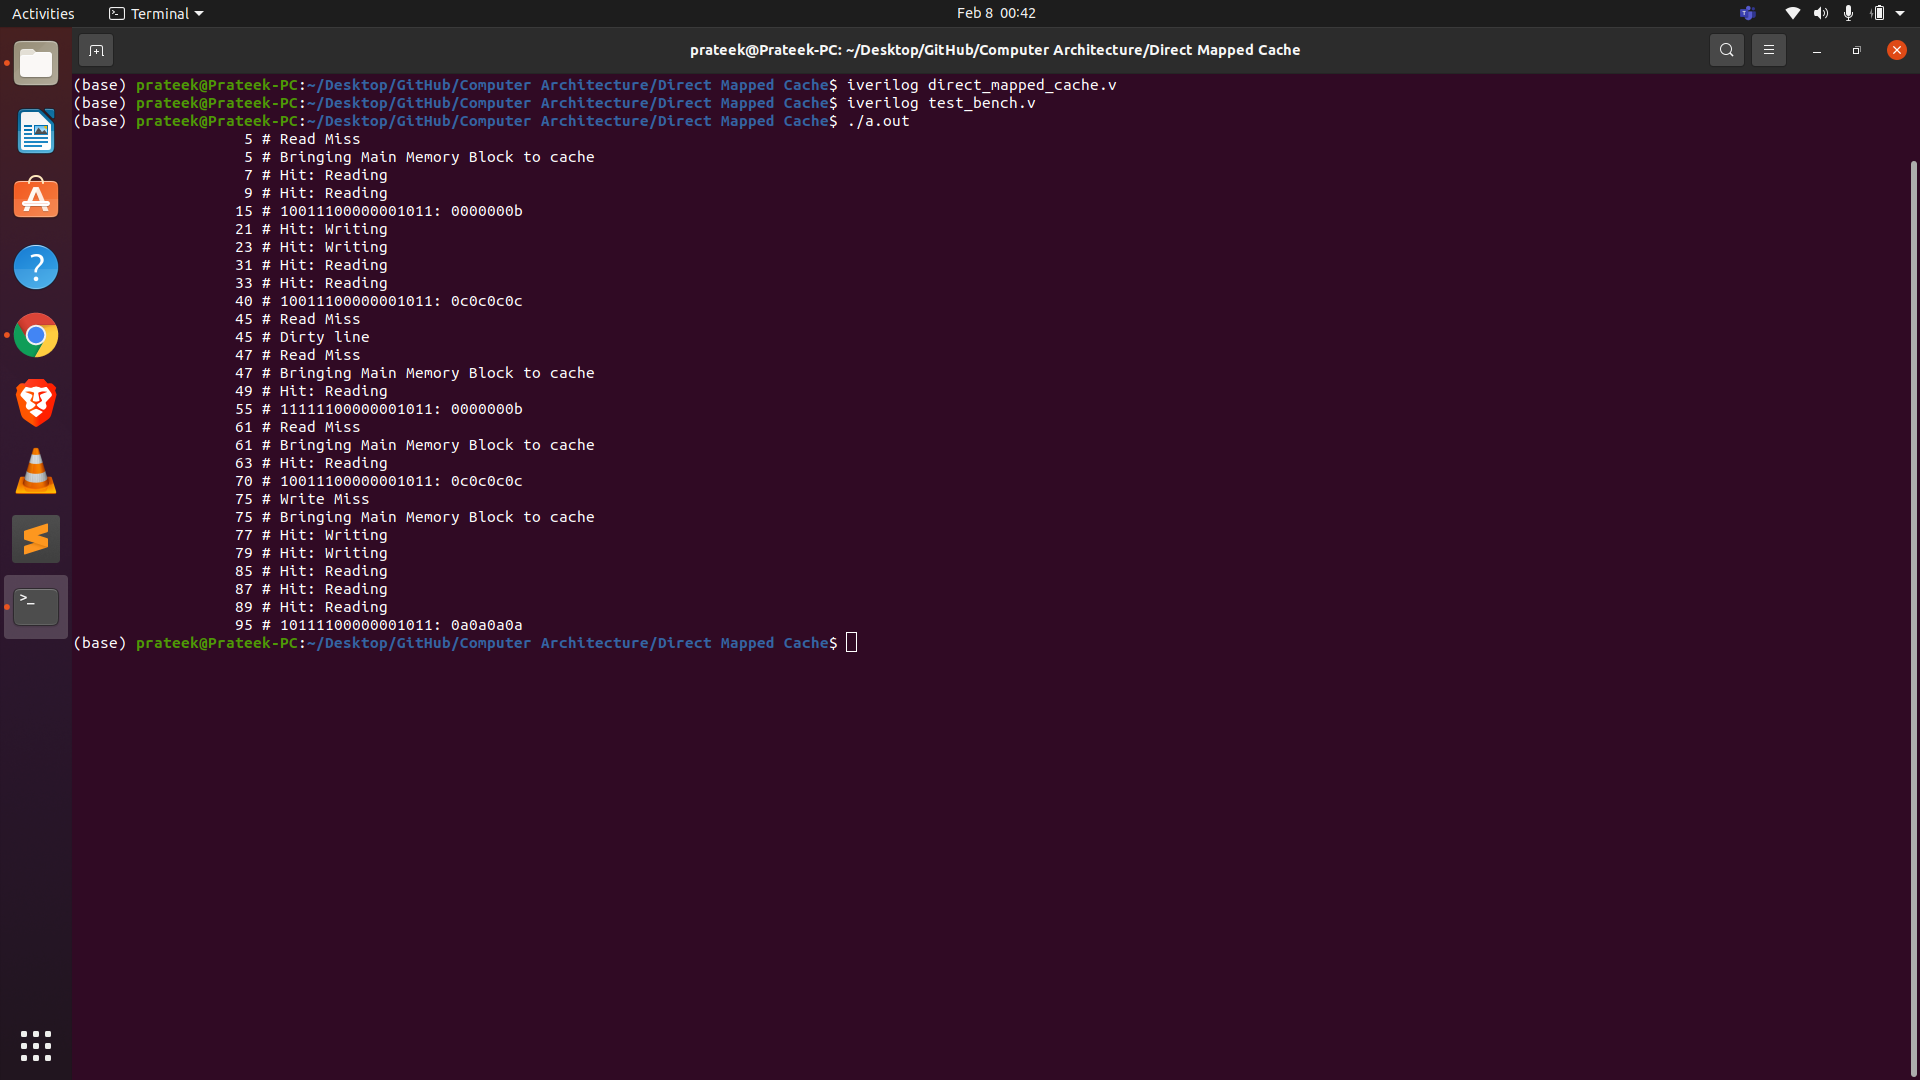 Activities
Terminal
Feb 8 00:42
prateek@Prateek-PC: ~/Desktop/GitHub/Computer Architecture/Direct Mapped Cache
(base) prateek@Prateek-PC:~/Desktop/GitHub/Computer Architecture/Direct Mapped Cache$ iverilog direct_mapped_cache.v
(base) prateek@Prateek-PC:~/Desktop/GitHub/Computer Architecture/Direct Mapped Cache$ iverilog test_bench.v
(base) prateek@Prateek-PC:~/Desktop/GitHub/Computer Architecture/Direct Mapped Cache$ ./a.out
5 # Read Miss
5 # Bringing Main Memory Block to cache
7 # Hit: Reading
9 # Hit: Reading
15 # 10011100000001011: 0000000b
21 # Hit: Writing
23 # Hit: Writing
31 # Hit: Reading
33 # Hit: Reading
40 # 10011100000001011: 0c0c0c0c
45 # Read Miss
45 # Dirty line
47 # Read Miss
47 # Bringing Main Memory Block to cache
49 # Hit: Reading
55 # 11111100000001011: 0000000b
61 # Read Miss
61 # Bringing Main Memory Block to cache
63 # Hit: Reading
70 # 10011100000001011: 0c0c0c0c
75 # Write Miss
75 # Bringing Main Memory Block to cache
77 # Hit: Writing
79 # Hit: Writing
85 # Hit: Reading
87 # Hit: Reading
89 # Hit: Reading
95 # 10111100000001011: 0a0a0a0a
(base) prateek@Prateek-PC:~/Desktop/GitHub/Computer Architecture/Direct Mapped Cache$